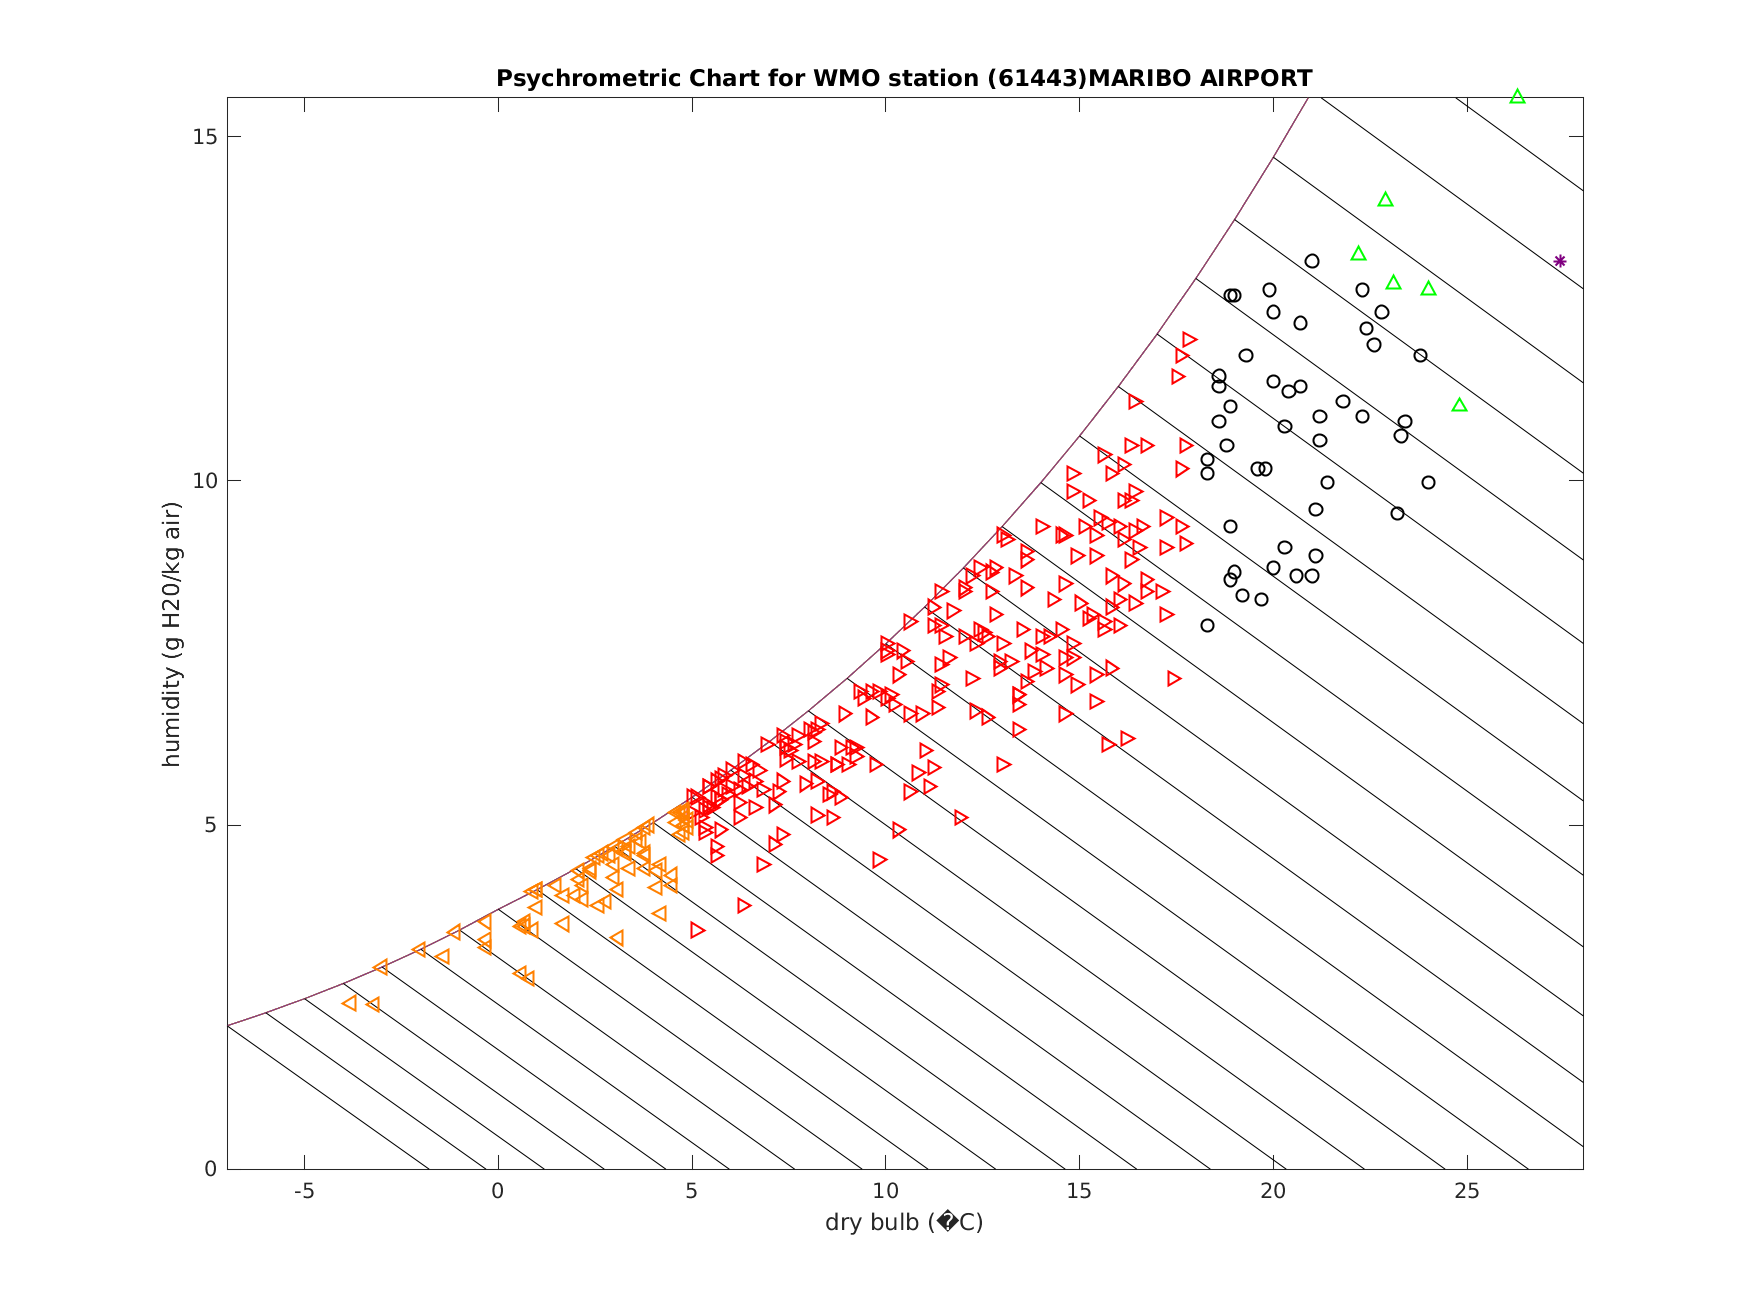 Psychrometric Chart for WMO station (61443)MARIBO AIRPORT
15
10
5
0
humidity (g H20/kg air)
-5 0 5 10 15 20 25
dry bulb (�C)